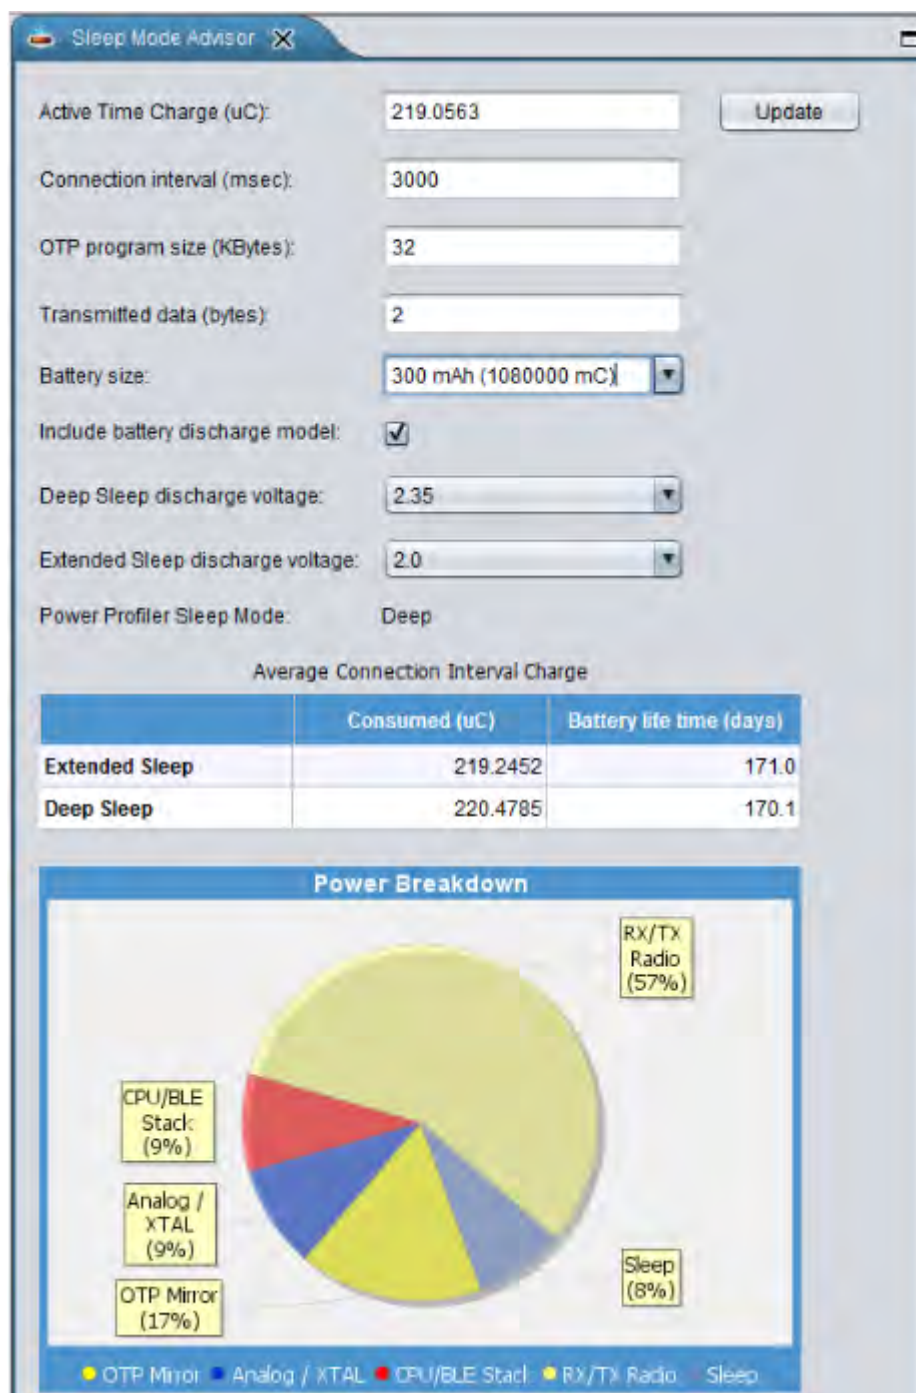 Sleep Mode Advisor
Active Time Charge (uC): 219.0563 Update
Connection interval (msec): 3000
OTP program size (KBytes): 32
Transmitted data (bytes): 2
Battery size: 300 mAh (1080000 mC)
Include battery discharge model:
Deep Sleep discharge voltage: 2.35
Extended Sleep discharge voltage: 2.0
Power Profiler Sleep Mode: Deep
Average Connection Interval Charge
Consumed (uC) Battery life time (days)
Extended Sleep 219.2452 171.0
Deep Sleep 220.4785 170.1
Power Breakdown
RX/TX
Radio
(57%)
CPU/BLE
Stack
(9%)
Analog /
XTAL
(9%)
Sleep
(8%)
OTP Mirror
(17%)
OTP Mirror Analog / XTAL CPU/BLE Stack RX/TX Radio Sleep